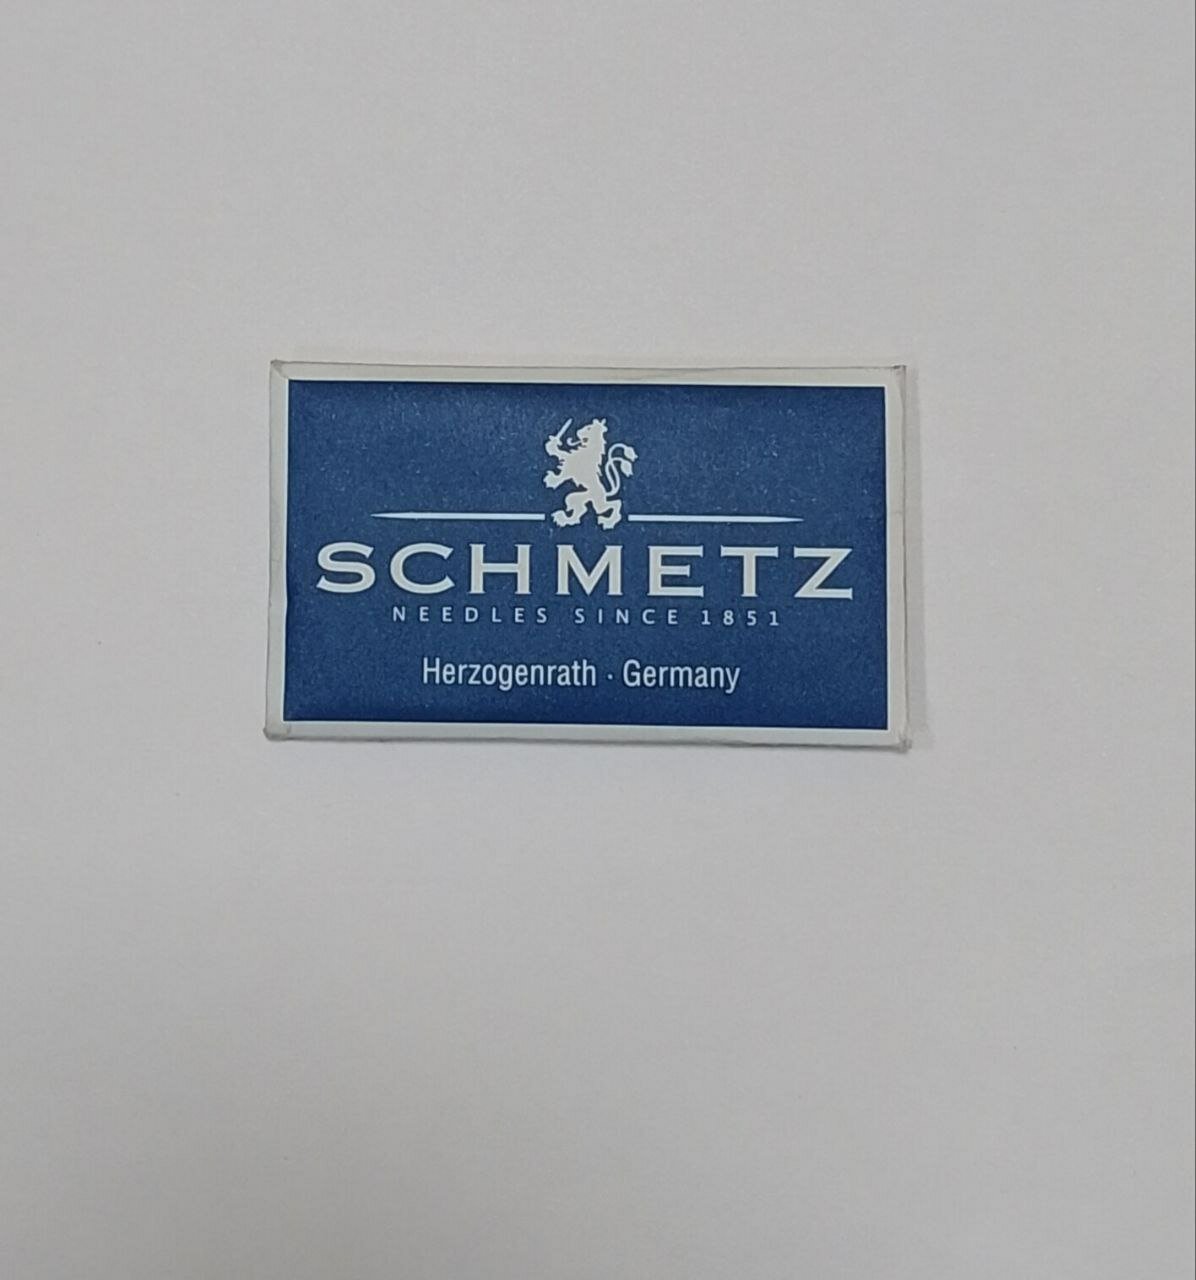 SCHMETZ
NEEDLES SINCE 1851
Herzogenrath · Germany